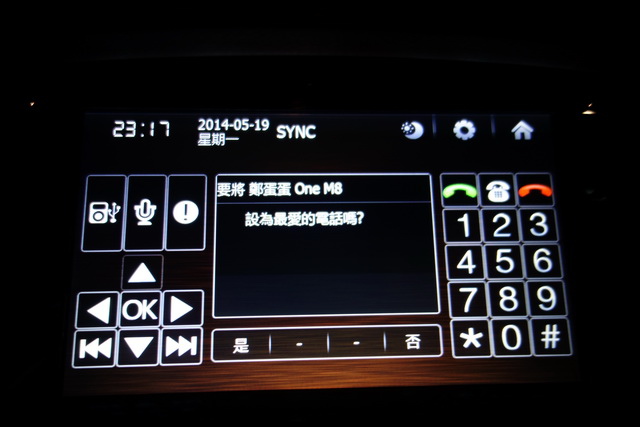 23:17
2014-05-19
星期一
SYNC
要將 鄭蛋蛋 One M8
設為最愛的電話嗎?
OK
是 - - 否
1 2 3
4 5 6
7 8 9
* 0 #